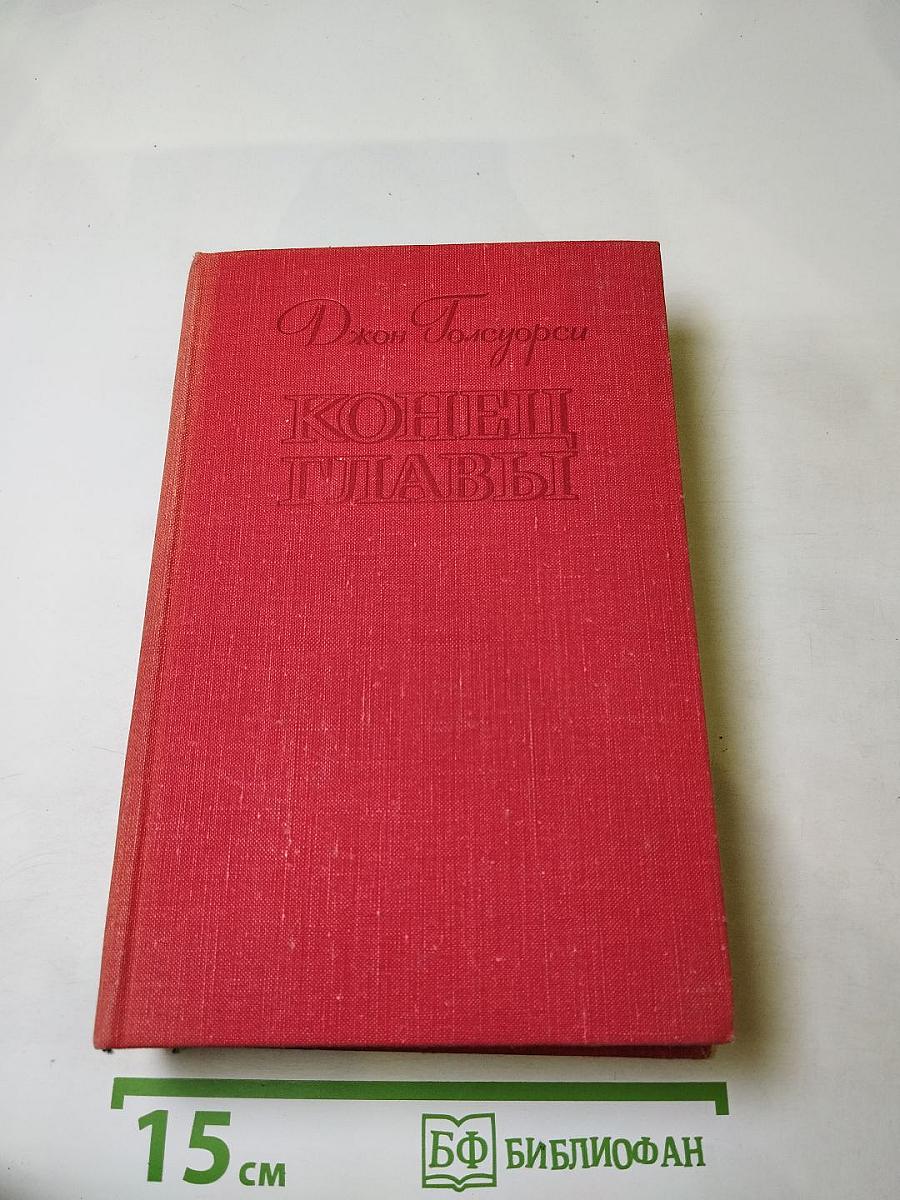 Джон Голсуорси
КОНЕЦ
ГЛАВЫ
15 см
БФ БИБЛИОФАН